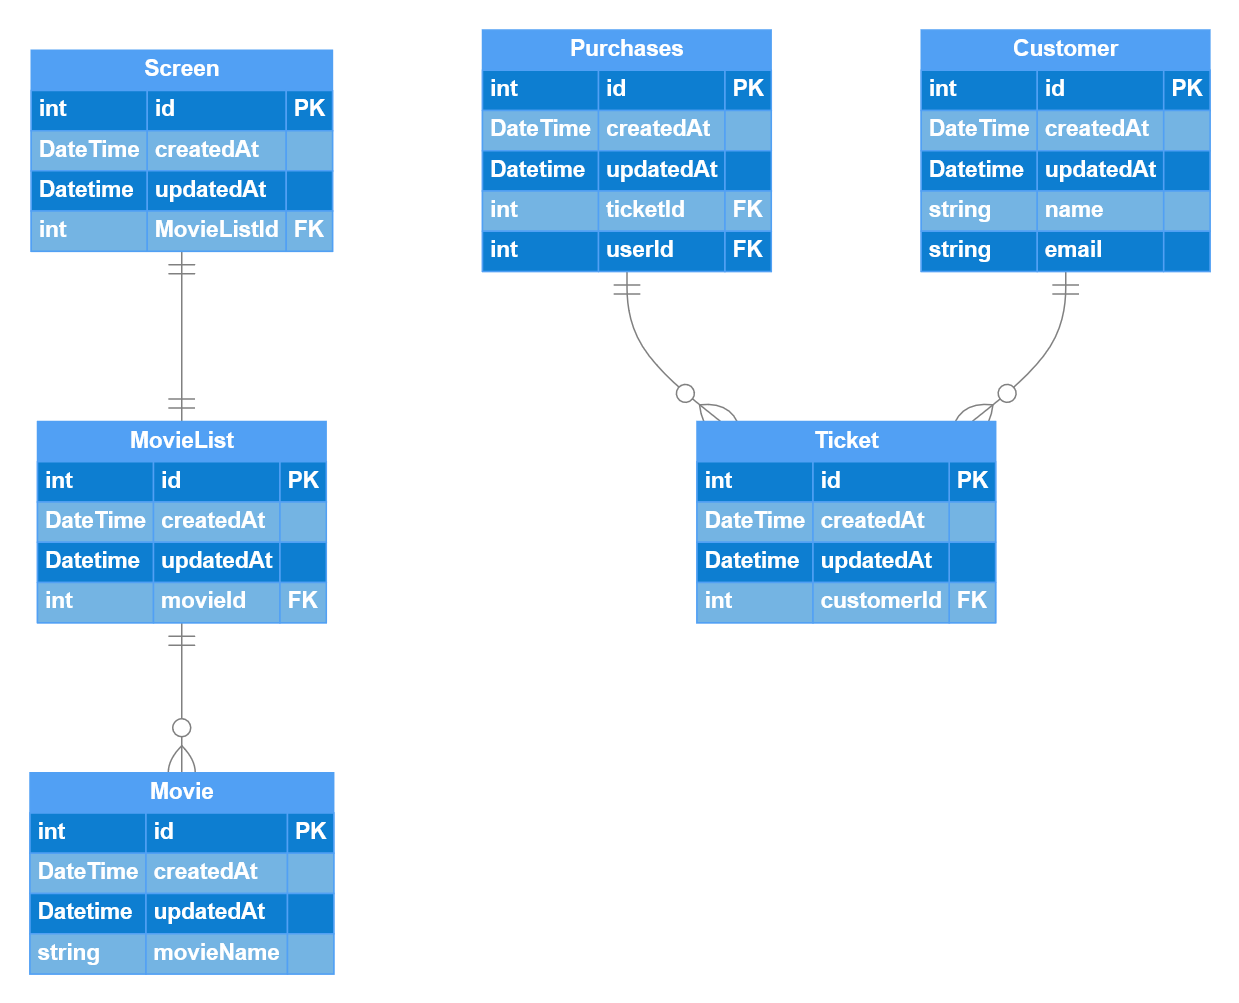 Screen
int id PK
DateTime createdAt
Datetime updatedAt
int MovieListId FK
Purchases
int id PK
DateTime createdAt
Datetime updatedAt
int ticketId FK
int userId FK
Customer
int id PK
DateTime createdAt
Datetime updatedAt
string name
string email
MovieList
int id PK
DateTime createdAt
Datetime updatedAt
int movieId FK
Ticket
int id PK
DateTime createdAt
Datetime updatedAt
int customerId FK
Movie
int id PK
DateTime createdAt
Datetime updatedAt
string movieName